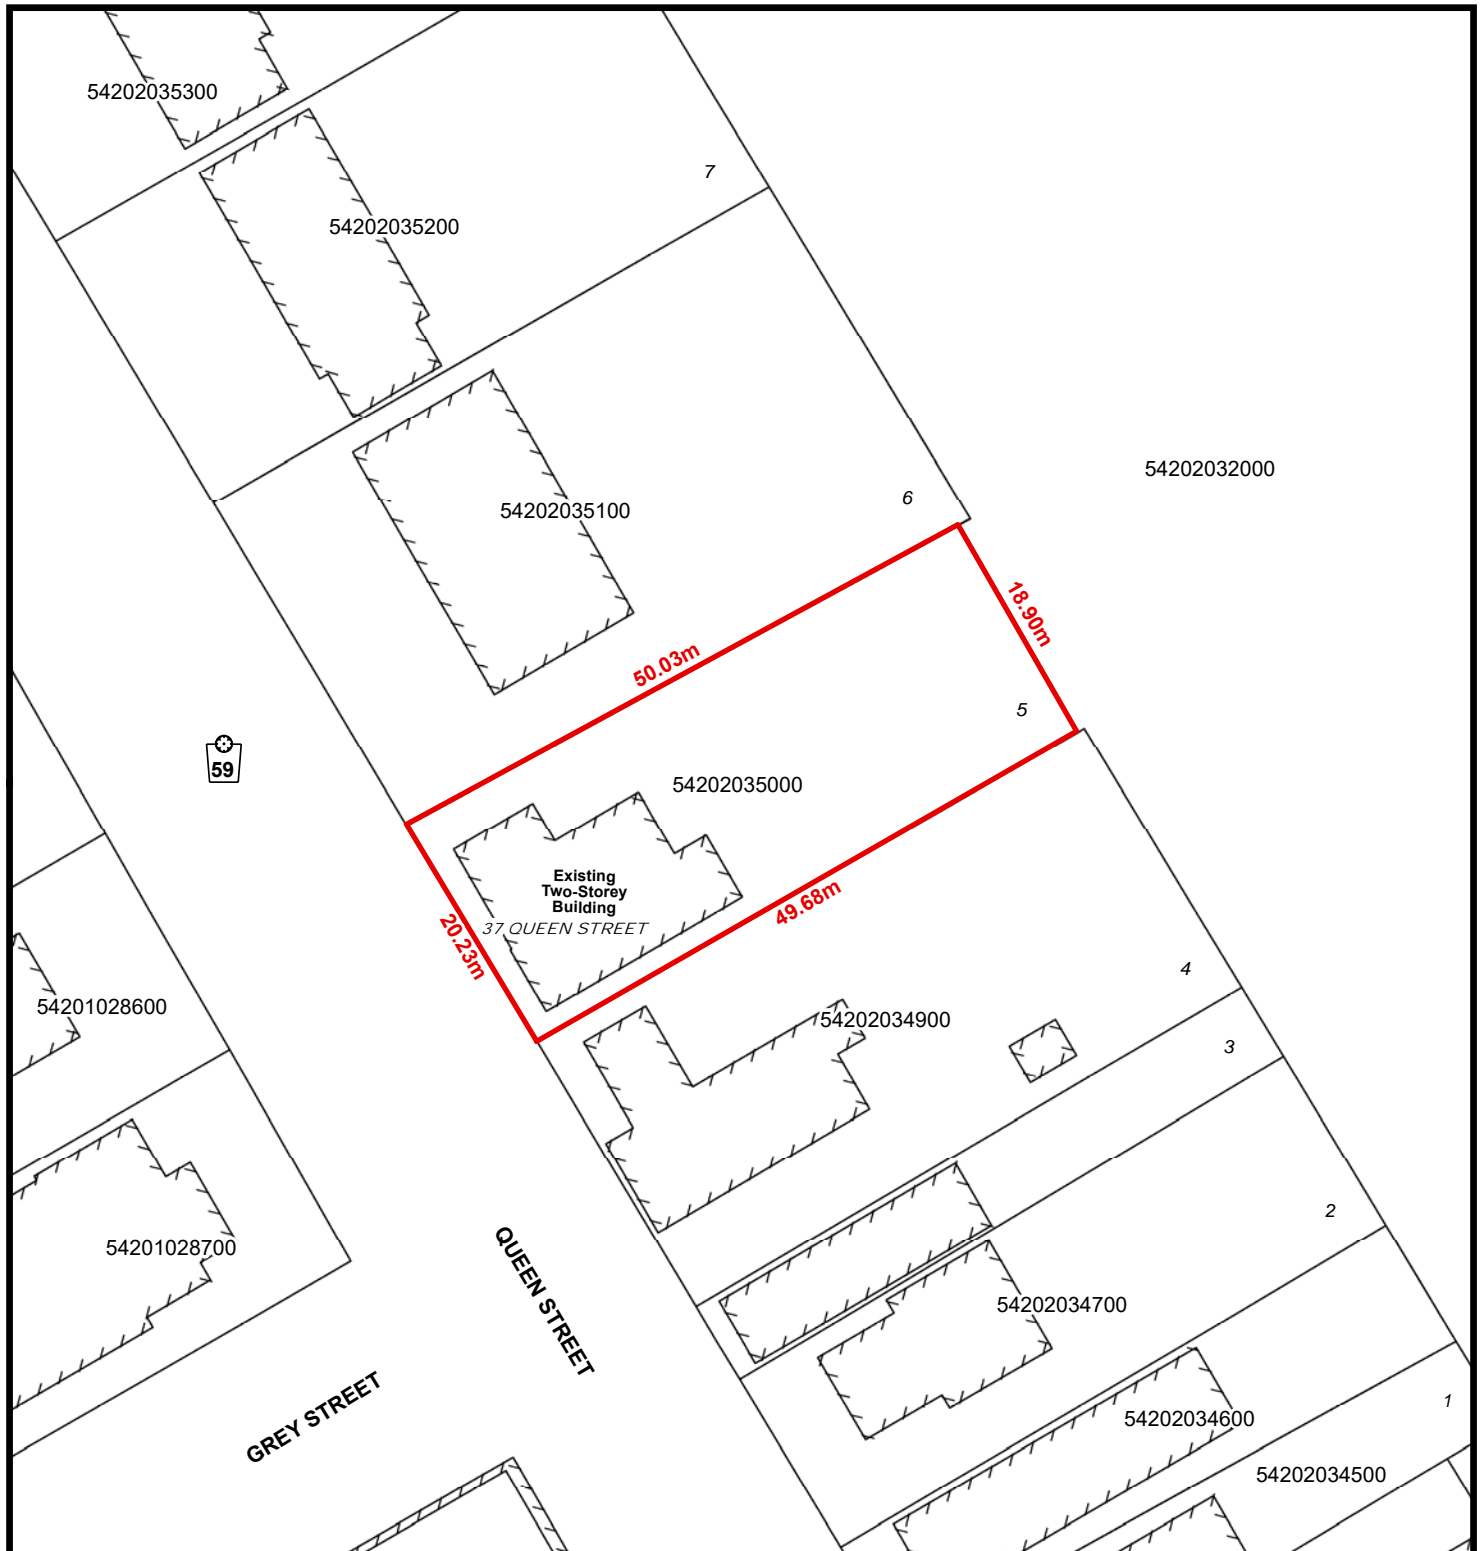 54202035300
7
54202035200
54202032000
6
54202035100
18.90m
50.03m
5
59
54202035000
Existing
Two-Storey
Building
37 QUEEN STREET
49.68m
20.23m
4
54201028600
54202034900
3
2
54201028700
QUEEN STREET
54202034700
GREY STREET
1
54202034600
54202034500